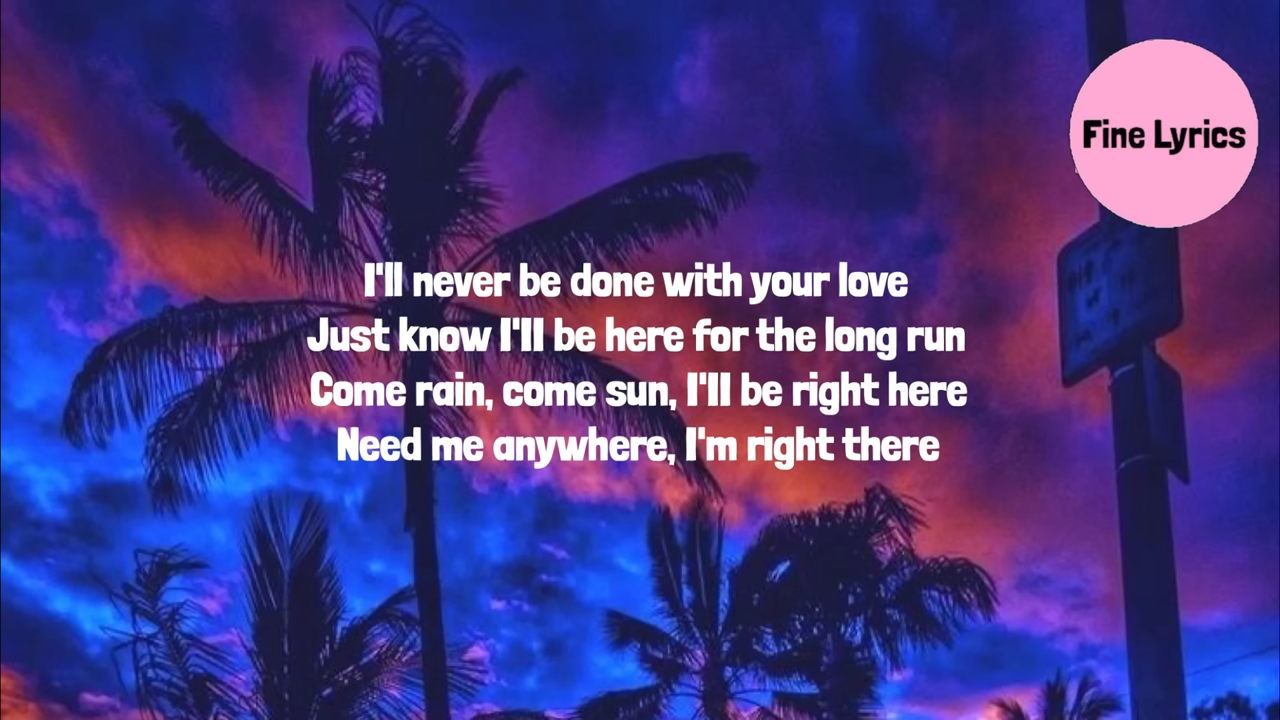 Fine Lyrics
I'll never be done with your love
Just know I'll be here for the long run
Come rain, come sun, I'll be right here
Need me anywhere, I'm right there